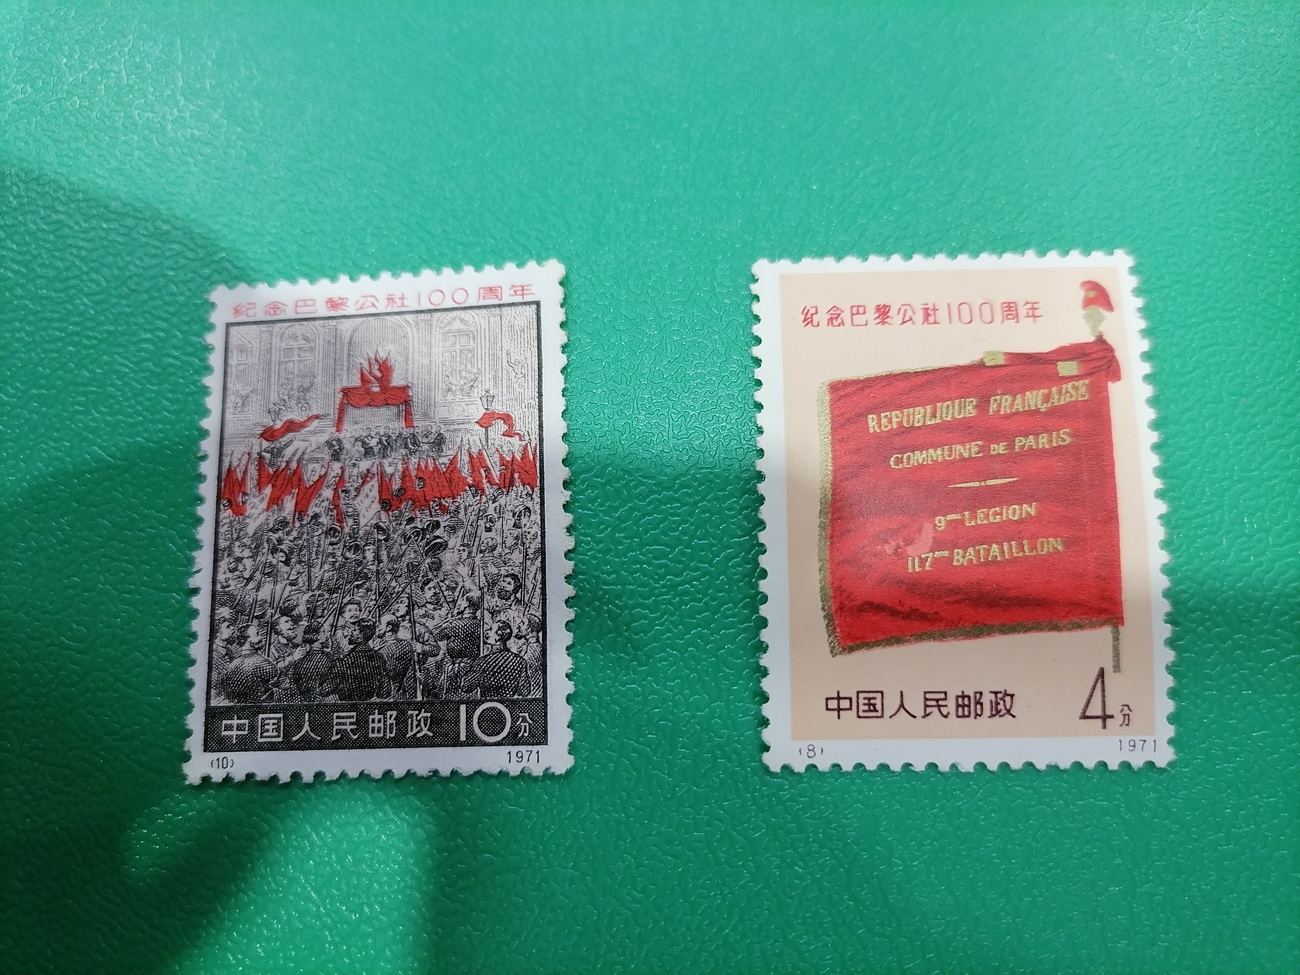 纪念巴黎公社100周年
中国人民邮政 10分
(10) 1971
纪念巴黎公社100周年
REPUBLIQUE FRANÇAISE
COMMUNE DE PARIS
9me LEGION
117me BATAILLON
中国人民邮政 4分
(8) 1971